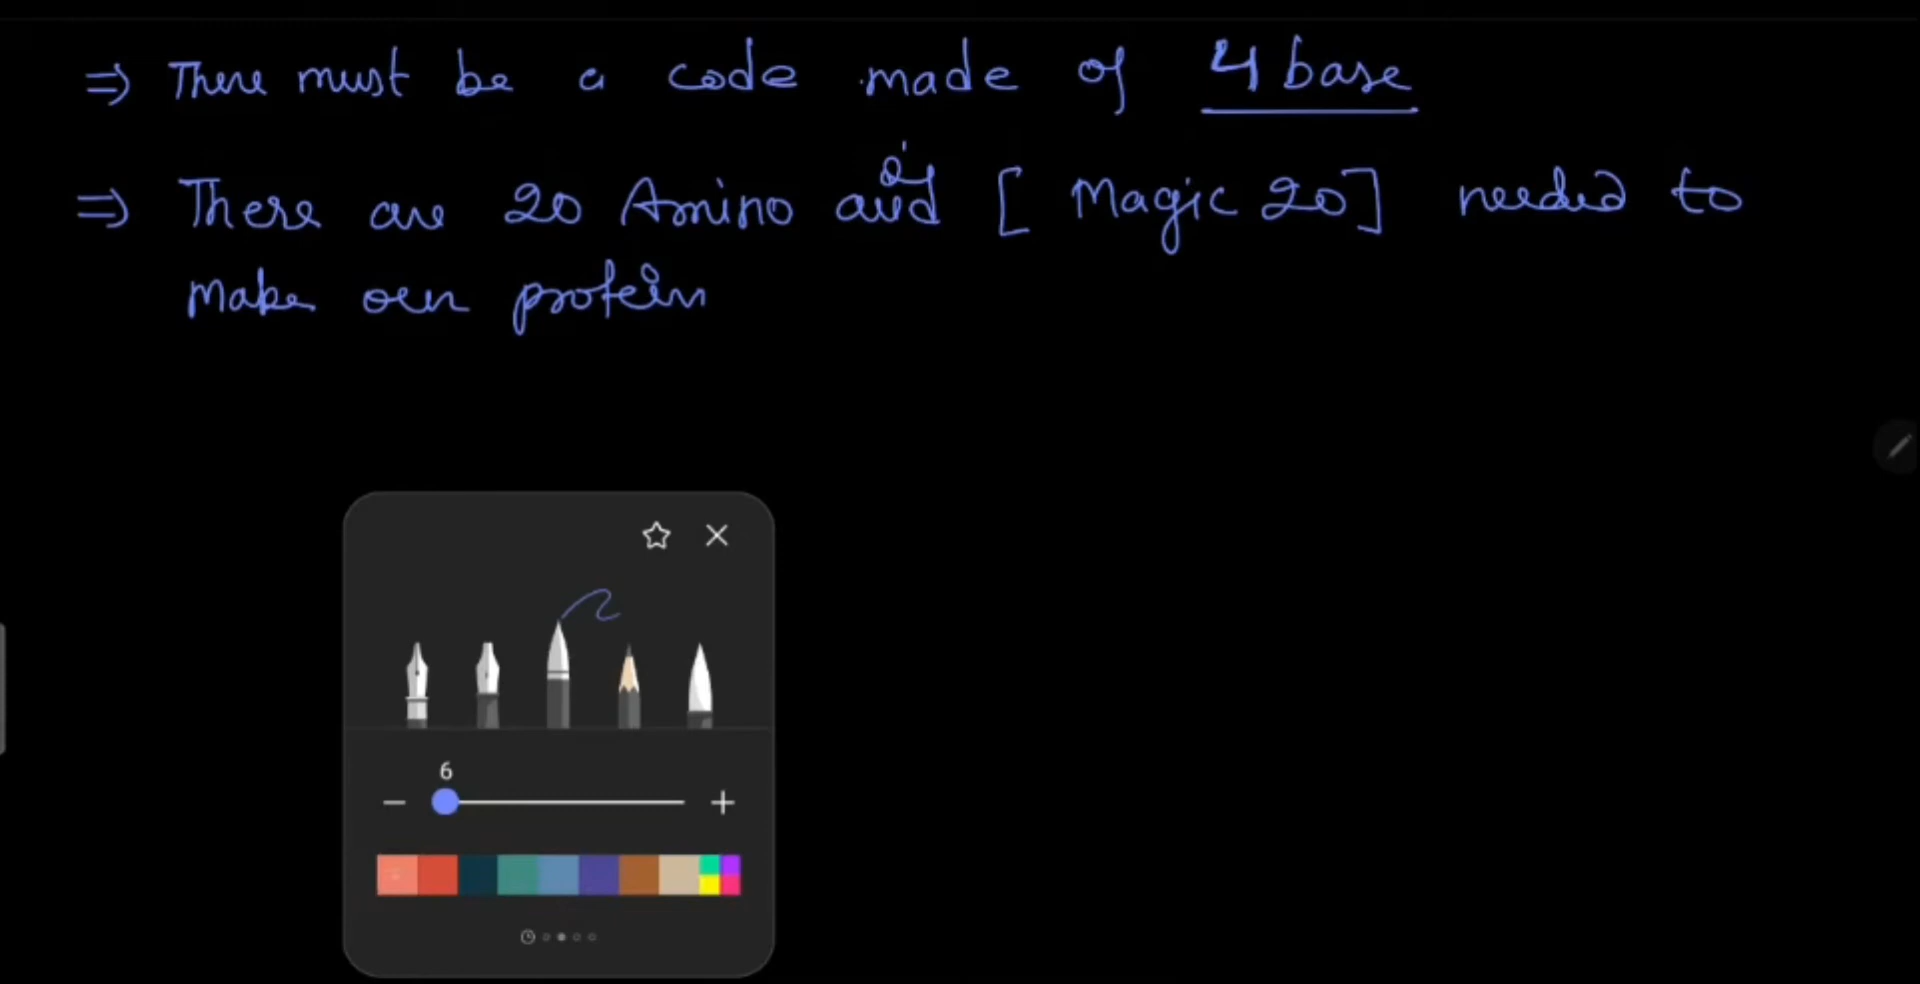 ⇒ There must be a code made of 4 base
⇒ There are 20 Amino acid [ Magic 20] needed to
make our protein
6